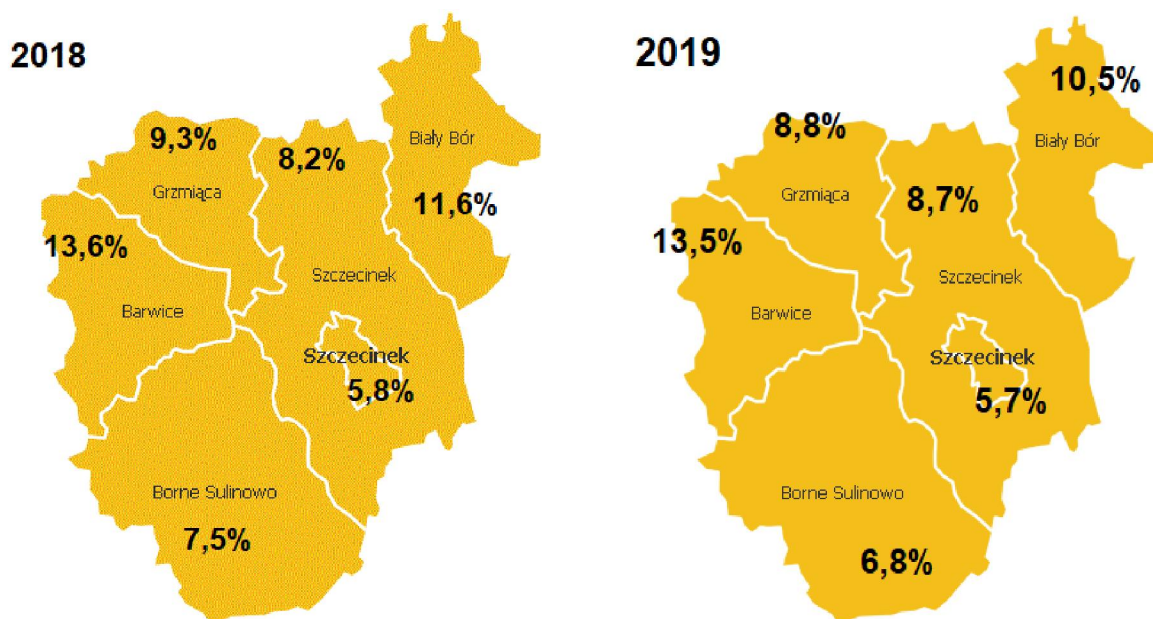 2018
9,3%
8,2%
Biały Bór
Grzmiąca
11,6%
13,6%
Szczecinek
Barwice
Szczecinek
5,8%
Borne Sulinowo
7,5%
2019
10,5%
8,8%
Biały Bór
Grzmiąca
8,7%
13,5%
Szczecinek
Barwice
Szczecinek
5,7%
Borne Sulinowo
6,8%